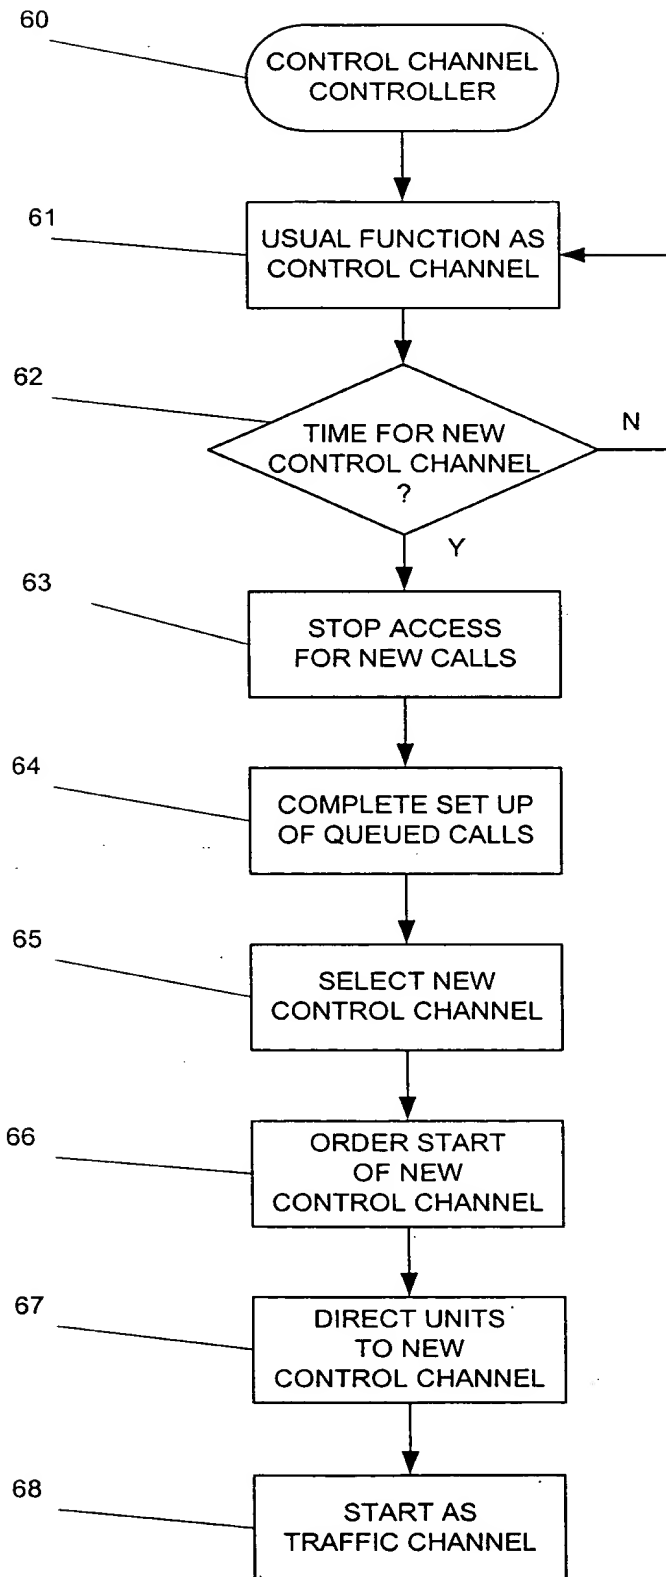 60
CONTROL CHANNEL
CONTROLLER
61
USUAL FUNCTION AS
CONTROL CHANNEL
62
TIME FOR NEW
CONTROL CHANNEL
?
N
Y
63
STOP ACCESS
FOR NEW CALLS
64
COMPLETE SET UP
OF QUEUED CALLS
65
SELECT NEW
CONTROL CHANNEL
66
ORDER START
OF NEW
CONTROL CHANNEL
67
DIRECT UNITS
TO NEW
CONTROL CHANNEL
68
START AS
TRAFFIC CHANNEL